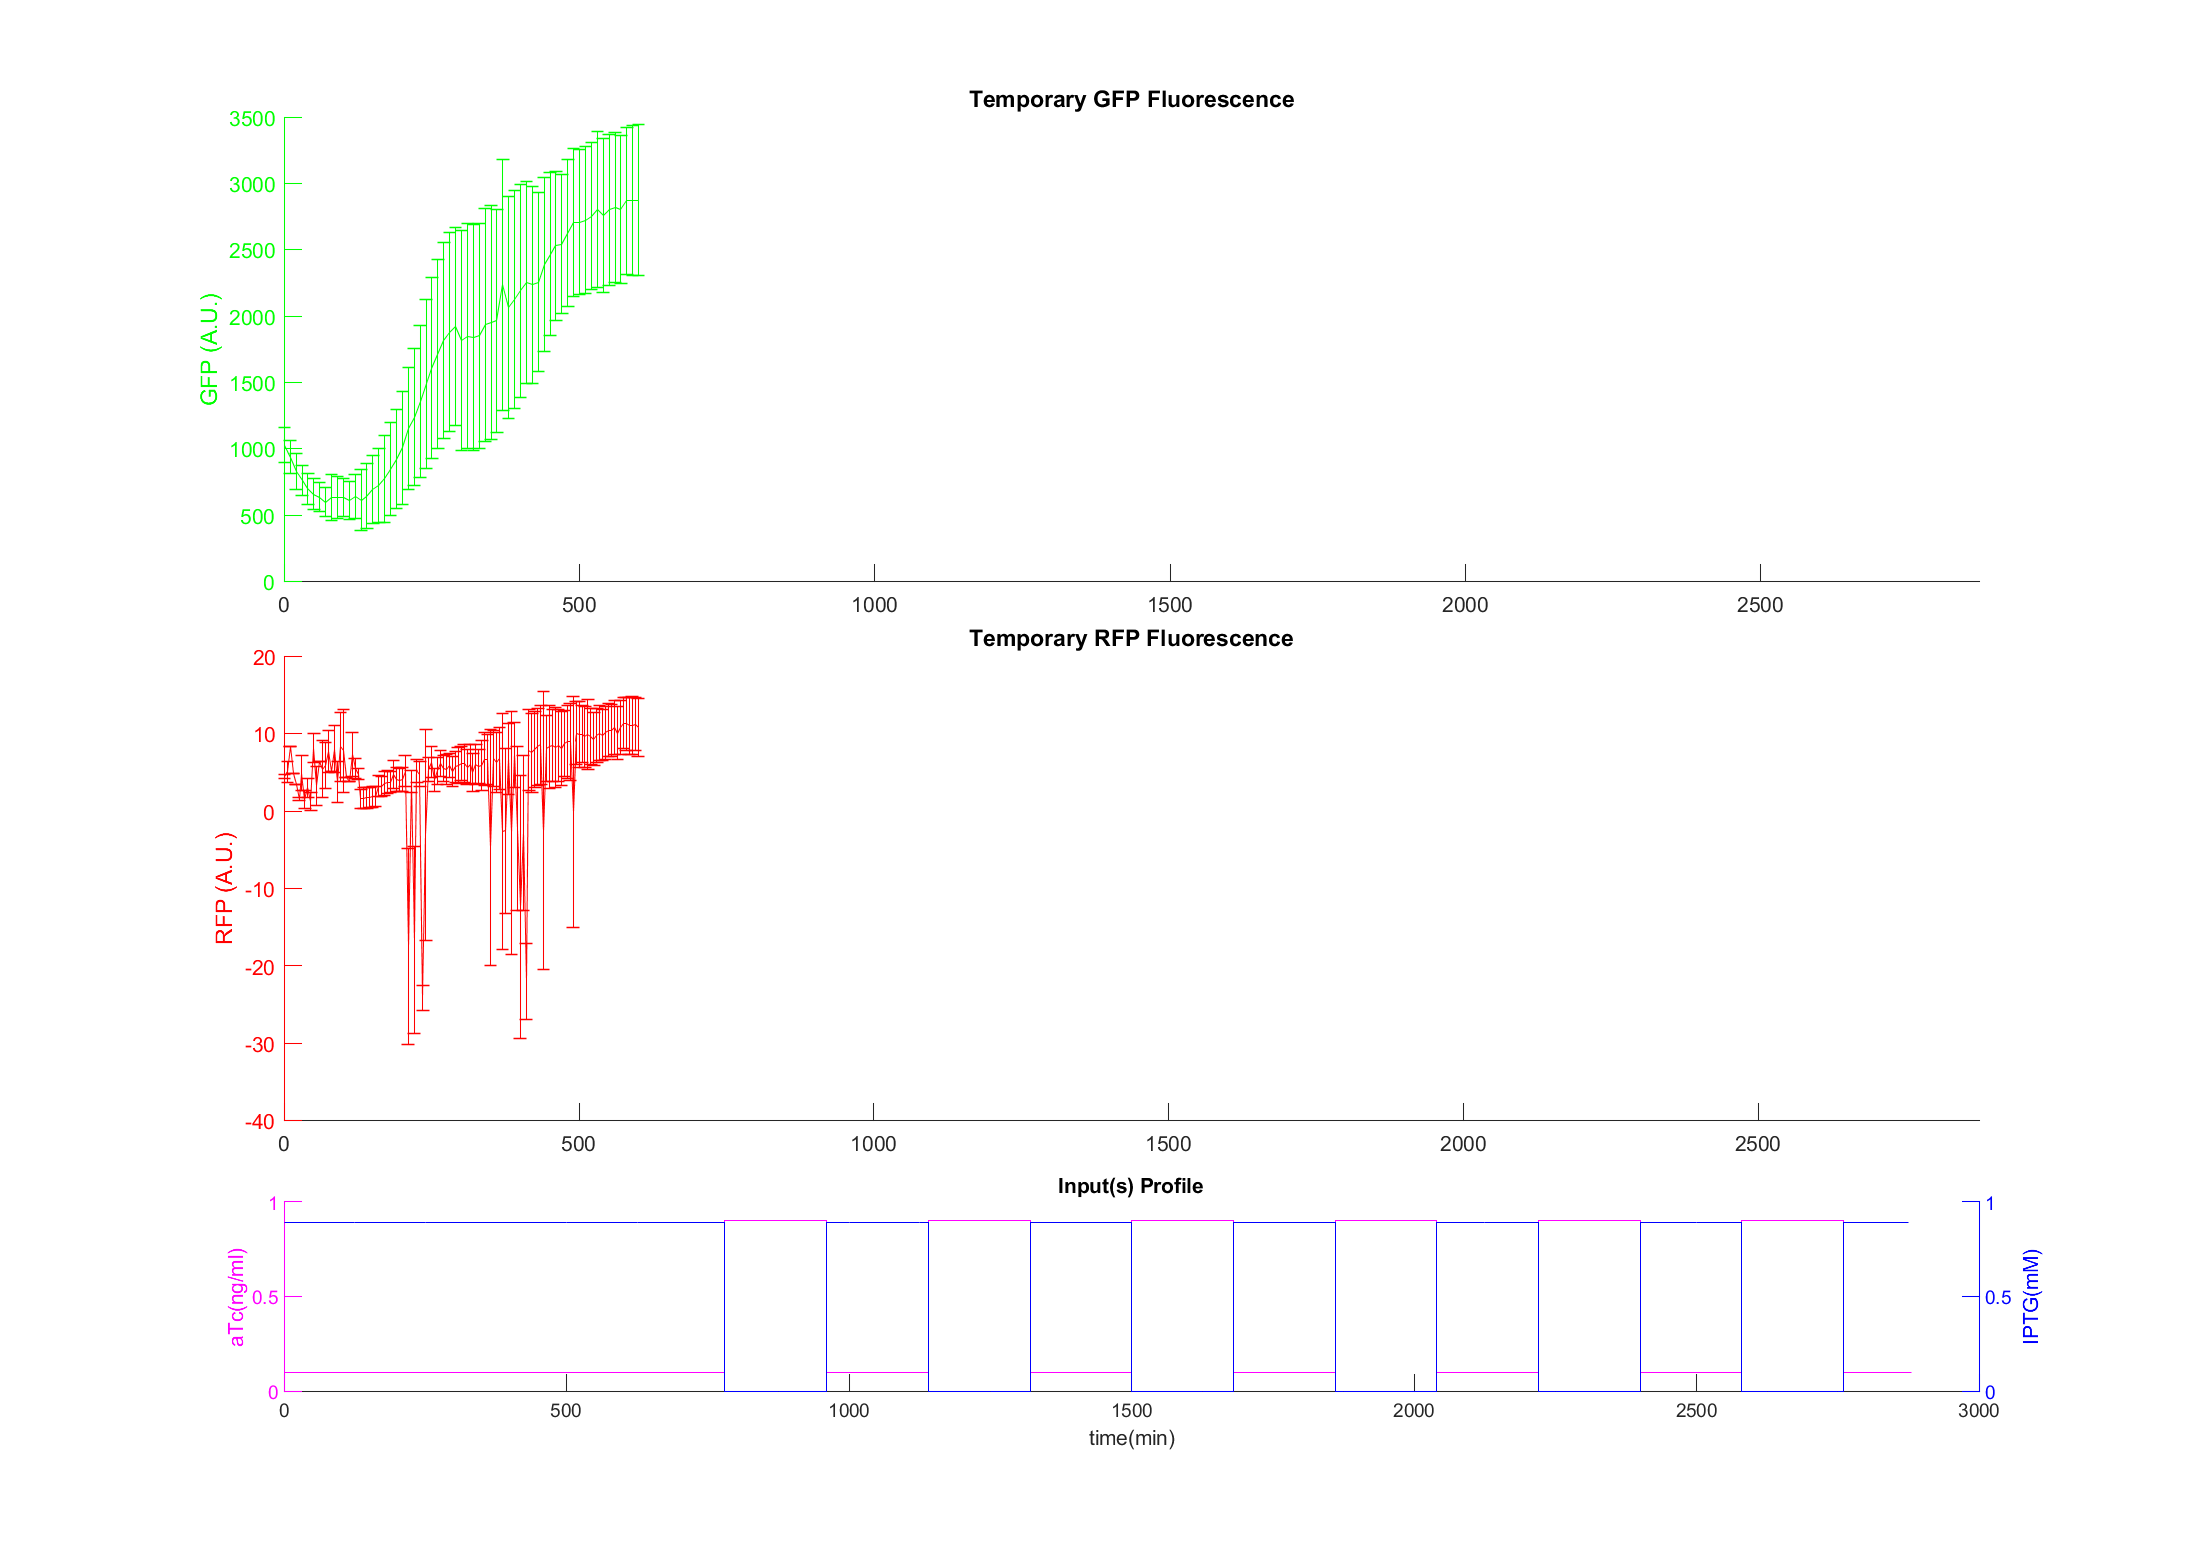 Temporary GFP Fluorescence
3500
3000
2500
2000
1500
1000
500
0
GFP (A.U.)
0 500 1000 1500 2000 2500
Temporary RFP Fluorescence
20
10
0
-10
-20
-30
-40
RFP (A.U.)
0 500 1000 1500 2000 2500
Input(s) Profile
1
0.5
0
aTc(ng/ml)
1
0.5
0
IPTG(mM)
0 500 1000 1500 2000 2500 3000
time(min)